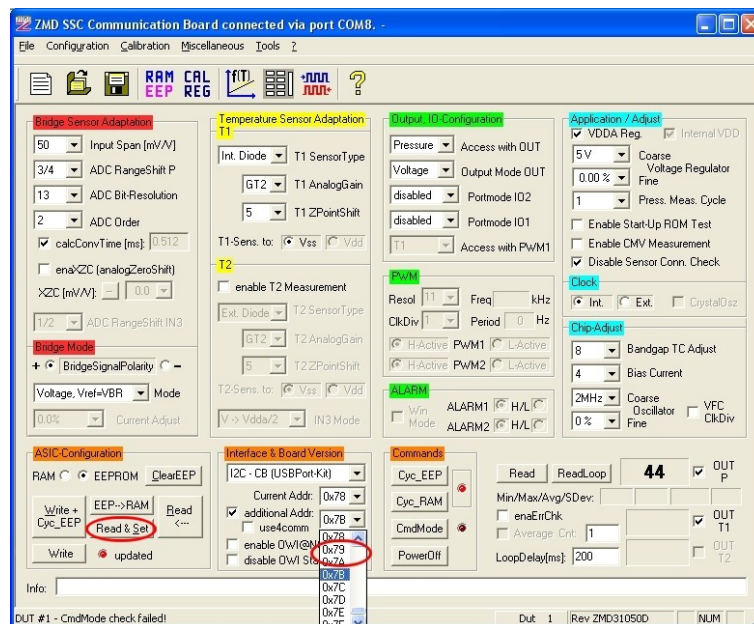 ZMD SSC Communication Board connected via port COM8. -
File Configuration Calibration Miscellaneous Tools ?
RAM EEP CAL REG f(T)
Bridge Sensor Adaptation
50 Input Span [mV/V]
3/4 ADC RangeShift P
13 ADC Bit-Resolution
2 ADC Order
calcConvTime [ms]: 0.512
enaXZC (analogZeroShift)
XZC [mV/V]: - 0.0
1/2 ADC RangeShift IN3
Bridge Mode
+ BridgeSignalPolarity -
Voltage, Vref=VBR Mode
0.0% Current Adjust
Temperature Sensor Adaptation
T1
Int. Diode T1 SensorType
GT2 T1 AnalogGain
5 T1 ZPointShift
T1-Sens. to: Vss Vdd
T2
enable T2 Measurement
Ext. Diode T2 SensorType
GT2 T2 AnalogGain
5 T2 ZPointShift
T2-Sens. to: Vss Vdd
V -> Vdda/2 IN3 Mode
Output, IO-Configuration
Pressure Access with OUT
Voltage Output Mode OUT
disabled Portmode IO2
disabled Portmode IO1
T1 Access with PWM1
PWM
Resol 11 Freq kHz
ClkDiv 1 Period 0 Hz
H-Active PWM1 L-Active
H-Active PWM2 L-Active
ALARM
Win Mode ALARM1 H/L
ALARM2 H/L
Application / Adjust
VDDA Reg. Internal VDD
5 V Coarse
Voltage Regulator
0.00 % Fine
1 Press. Meas. Cycle
Enable Start-Up ROM Test
Enable CMV Measurement
Disable Sensor Conn. Check
Clock
Int. Ext. CrystalOsz
Chip-Adjust
8 Bandgap TC Adjust
4 Bias Current
2MHz Coarse
Oscillator VFC ClkDiv
0 % Fine
ASIC-Configuration
RAM EEPROM ClearEEP
Write + Cyc_EEP EEP-->RAM Read <---
Read & Set
Write updated
Interface & Board Version
I2C - CB (USBPort-Kit)
Current Addr: 0x78
additional Addr: 0x7B
use4comm
enable OWI@N
disable OWI Sta
0x78
0x79
0x7A
0x7B
0x7C
0x7D
0x7E
0x7F
Commands
Cyc_EEP
Cyc_RAM
CmdMode
PowerOff
Read ReadLoop 44 OUT P
Min/Max/Avg/SDev:
enaErrChk OUT T1
Average Cnt: 1
LoopDelay[ms]: 200 OUT T2
Info:
DUT #1 - CmdMode check failed! Dut 1 Rev ZMD31050D NUM